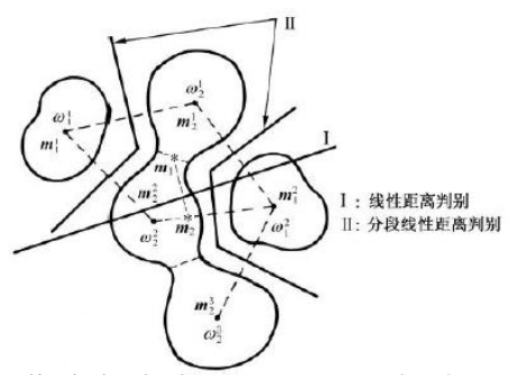 II
ω₂¹
m₂¹
ω₁¹
m₁¹
I
* m₁
m₂²
m₁²
* m₂
ω₂²
ω₁²
I：线性距离判别
II：分段线性距离判别
m₂³